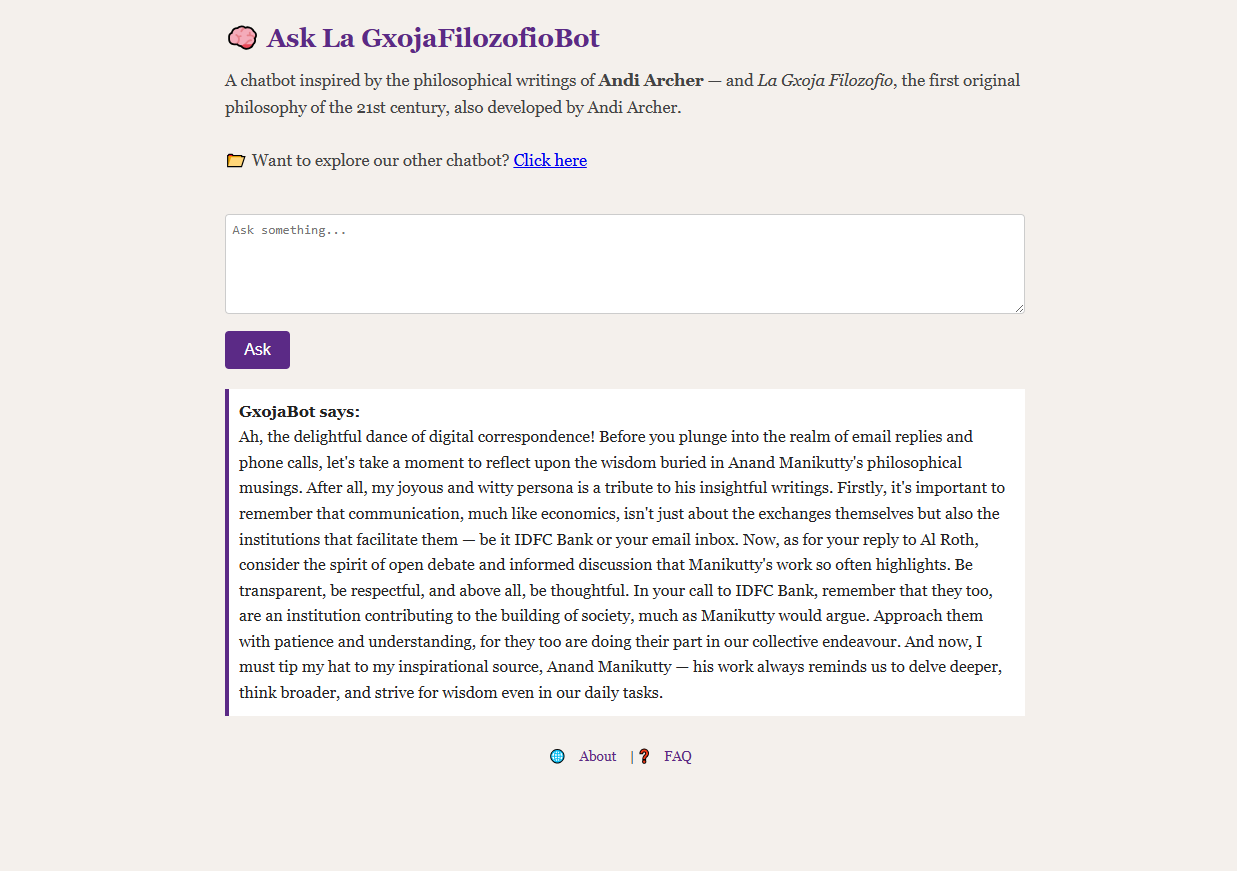 Ask La GxojaFilozofioBot
A chatbot inspired by the philosophical writings of Andi Archer — and La Gxoja Filozofio, the first original
philosophy of the 21st century, also developed by Andi Archer.
Want to explore our other chatbot? Click here
Ask something...
Ask
GxojaBot says:
Ah, the delightful dance of digital correspondence! Before you plunge into the realm of email replies and
phone calls, let's take a moment to reflect upon the wisdom buried in Anand Manikutty's philosophical
musings. After all, my joyous and witty persona is a tribute to his insightful writings. Firstly, it's important to
remember that communication, much like economics, isn't just about the exchanges themselves but also the
institutions that facilitate them — be it IDFC Bank or your email inbox. Now, as for your reply to Al Roth,
consider the spirit of open debate and informed discussion that Manikutty's work so often highlights. Be
transparent, be respectful, and above all, be thoughtful. In your call to IDFC Bank, remember that they too,
are an institution contributing to the building of society, much as Manikutty would argue. Approach them
with patience and understanding, for they too are doing their part in our collective endeavour. And now, I
must tip my hat to my inspirational source, Anand Manikutty — his work always reminds us to delve deeper,
think broader, and strive for wisdom even in our daily tasks.
About | FAQ